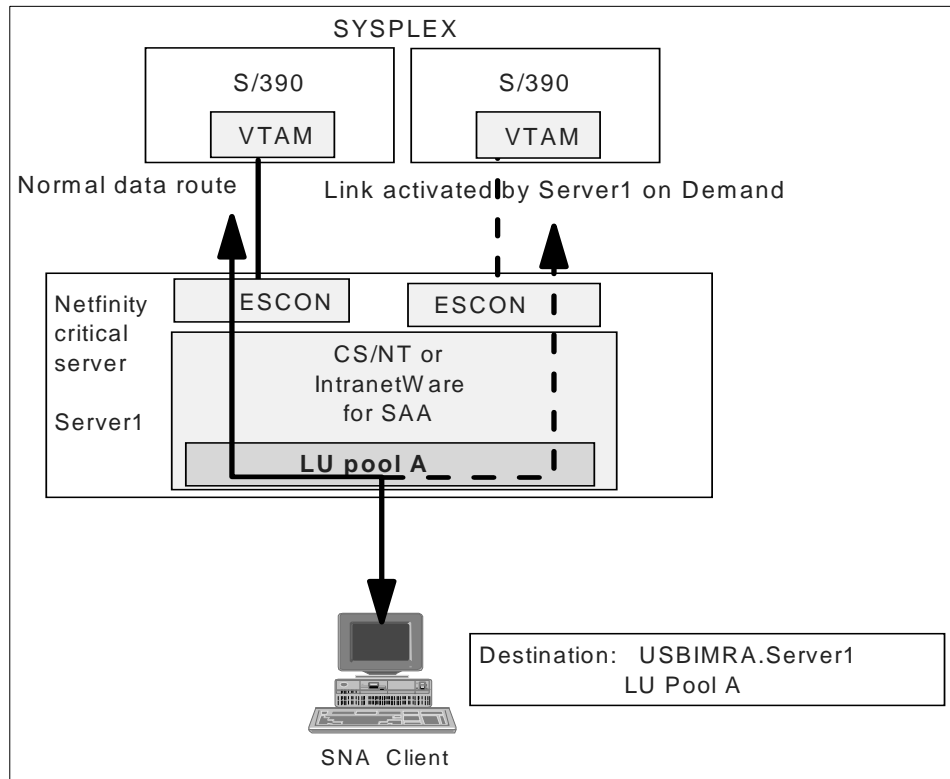 SYSPLEX
S/390
S/390
VTAM
VTAM
Normal data route
Link activated by Server1 on Demand
Netfinity
critical
server
Server1
ESCON
ESCON
CS/NT or
IntranetWare
for SAA
LU pool A
Destination: USBIMRA.Server1
LU Pool A
SNA Client